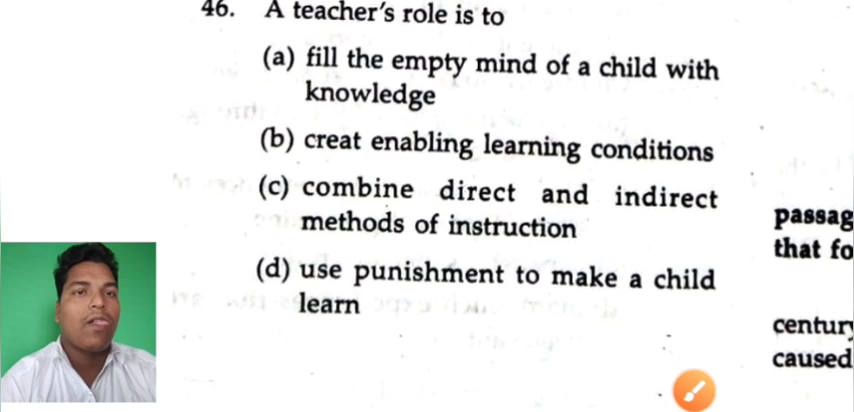 46. A teacher's role is to
(a) fill the empty mind of a child with
knowledge
(b) creat enabling learning conditions
(c) combine direct and indirect
methods of instruction
(d) use punishment to make a child
learn
passag
that fo
century
caused